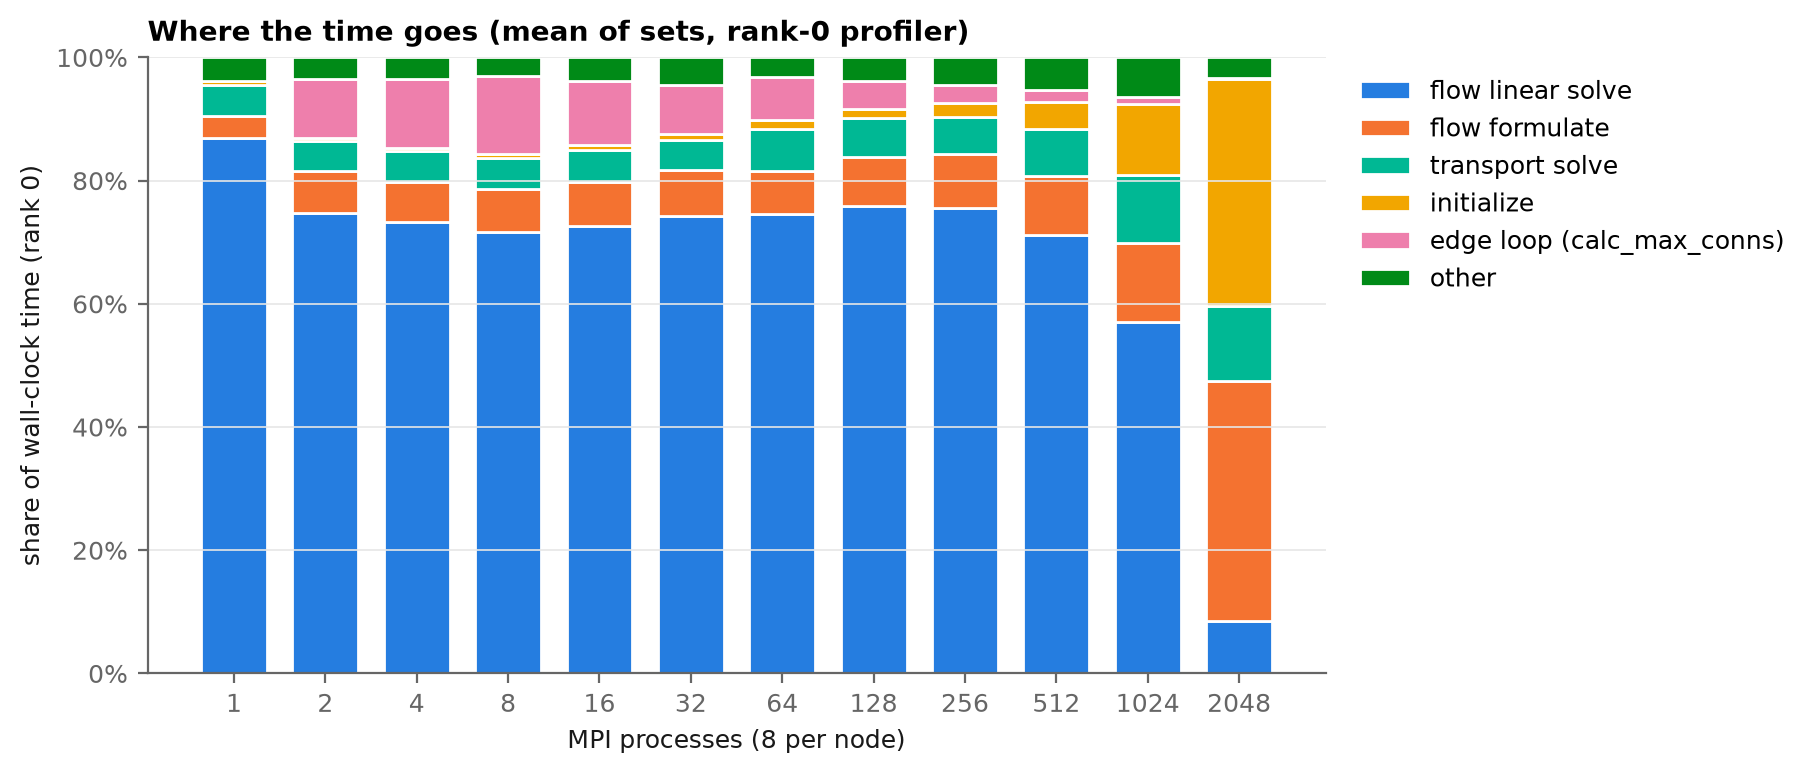 Where the time goes (mean of sets, rank-0 profiler)
100%
80%
60%
40%
20%
0%
share of wall-clock time (rank 0)
1 2 4 8 16 32 64 128 256 512 1024 2048
MPI processes (8 per node)
flow linear solve
flow formulate
transport solve
initialize
edge loop (calc_max_conns)
other